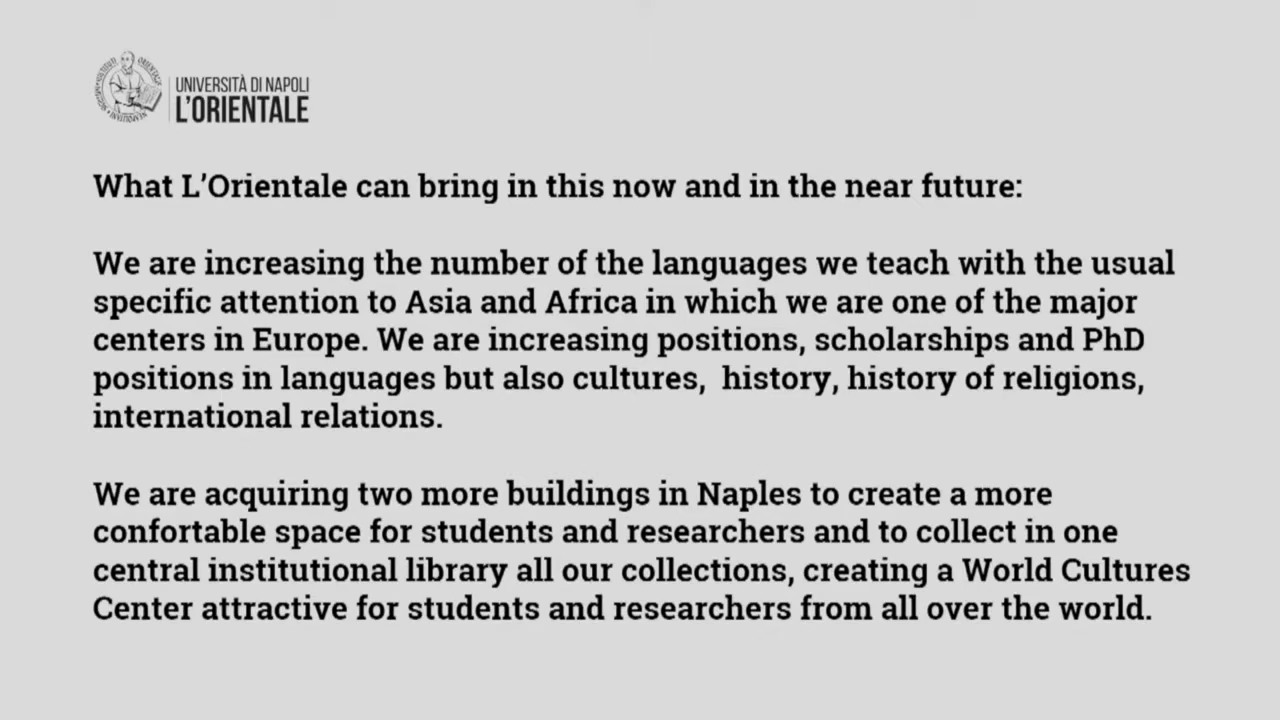 UNIVERSITÀ DI NAPOLI
L'ORIENTALE
What L’Orientale can bring in this now and in the near future:
We are increasing the number of the languages we teach with the usual
specific attention to Asia and Africa in which we are one of the major
centers in Europe. We are increasing positions, scholarships and PhD
positions in languages but also cultures,  history, history of religions,
international relations.
We are acquiring two more buildings in Naples to create a more
confortable space for students and researchers and to collect in one
central institutional library all our collections, creating a World Cultures
Center attractive for students and researchers from all over the world.